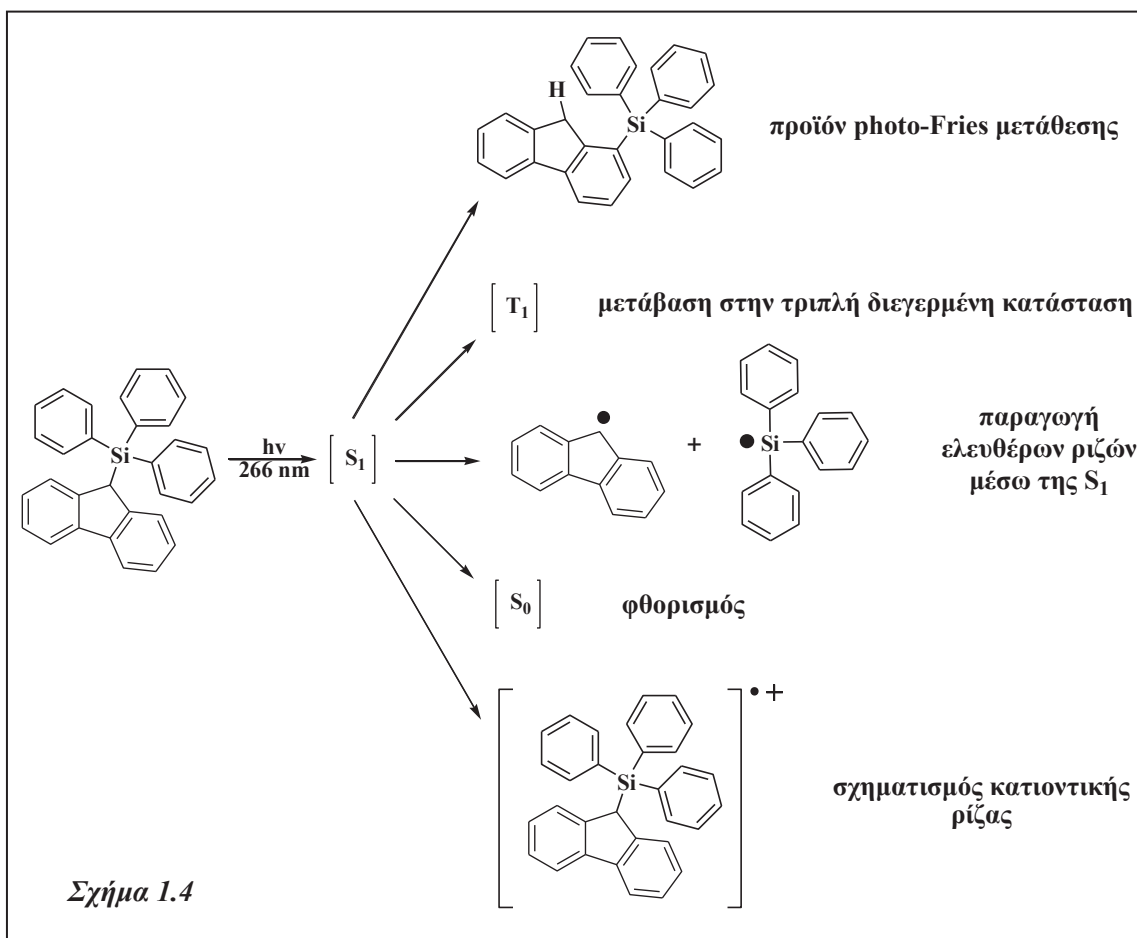 H
Si
προϊόν photo-Fries μετάθεσης
[ T₁ ] μετάβαση στην τριπλή διεγερμένη κατάσταση
Si
hν
266 nm
[ S₁ ]
•
+
•Si
παραγωγή
ελευθέρων ριζών
μέσω της S₁
[ S₀ ] φθορισμός
• +
Si
σχηματισμός κατιοντικής
ρίζας
Σχήμα 1.4